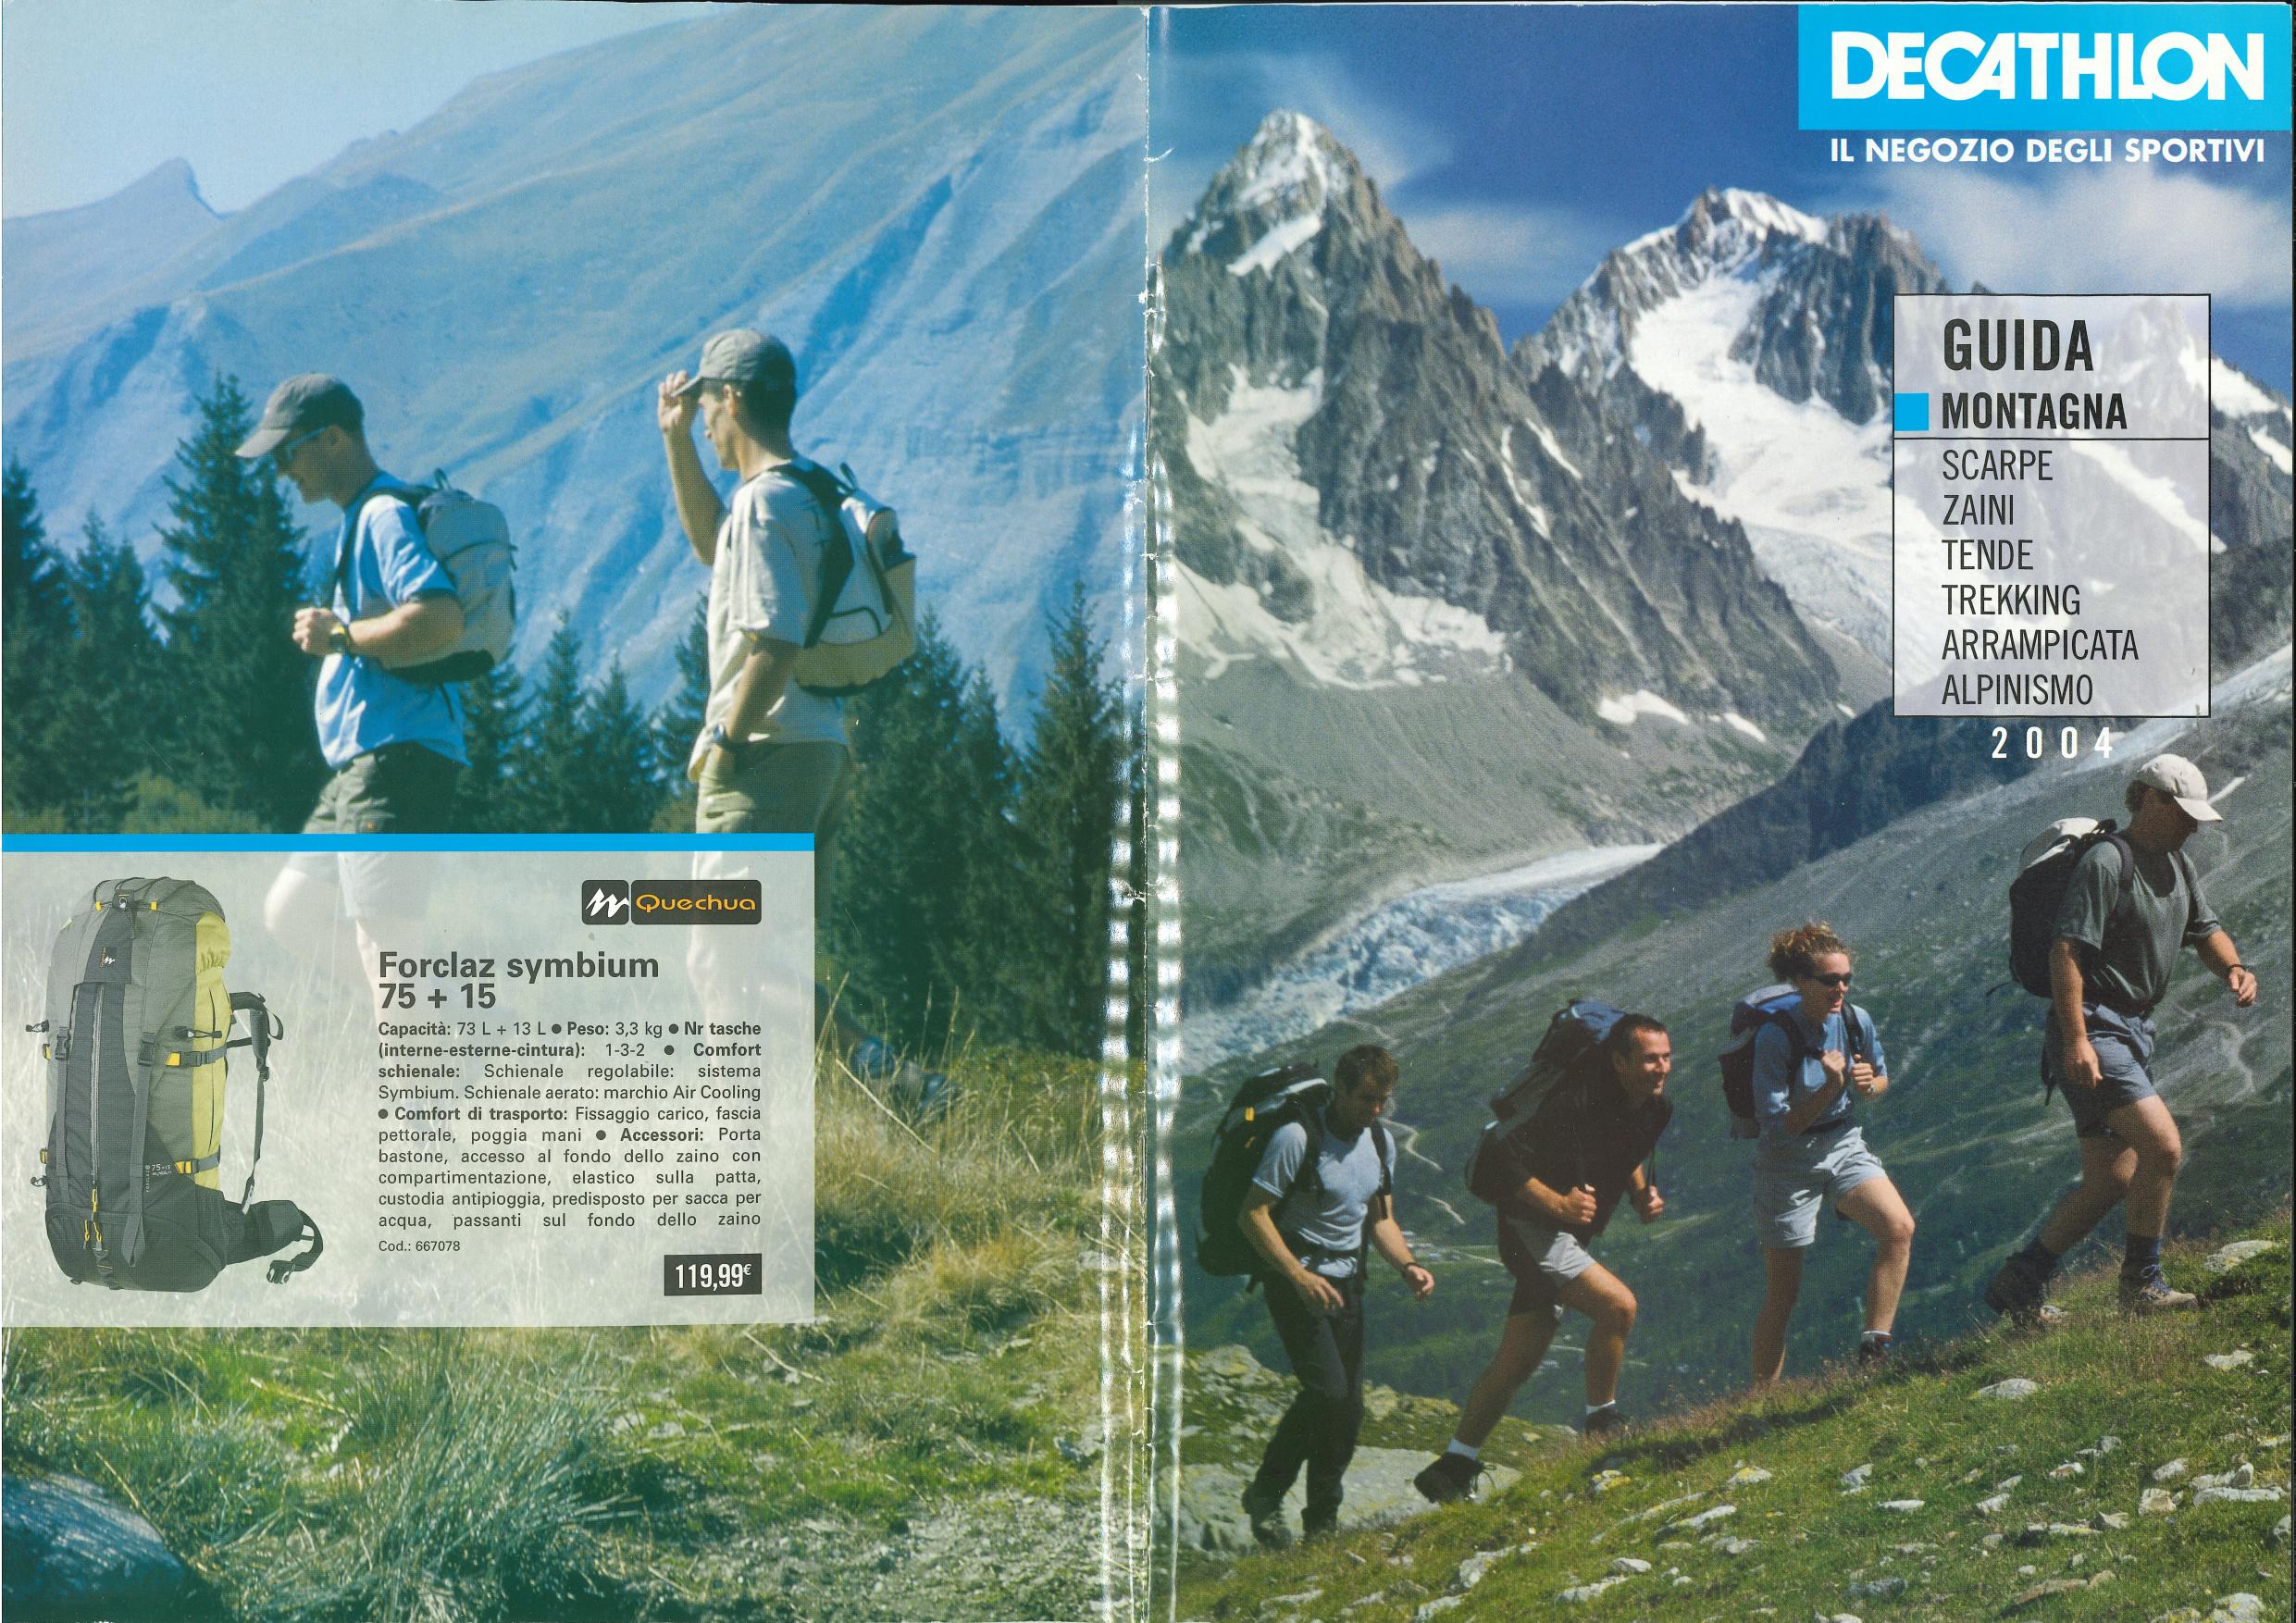 Quechua
Forclaz symbium
75 + 15
Capacità: 73 L + 13 L ● Peso: 3,3 kg ● Nr tasche
(interne-esterne-cintura): 1-3-2 ● Comfort
schienale: Schienale regolabile: sistema
Symbium. Schienale aerato: marchio Air Cooling
● Comfort di trasporto: Fissaggio carico, fascia
pettorale, poggia mani ● Accessori: Porta
bastone, accesso al fondo dello zaino con
compartimentazione, elastico sulla patta,
custodia antipioggia, predisposto per sacca per
acqua, passanti sul fondo dello zaino
Cod.: 667078
119,99€
DECATHLON
IL NEGOZIO DEGLI SPORTIVI
GUIDA
MONTAGNA
SCARPE
ZAINI
TENDE
TREKKING
ARRAMPICATA
ALPINISMO
2004